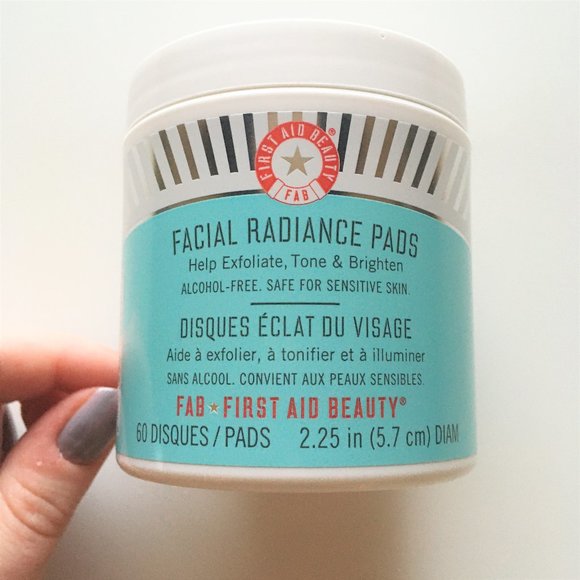 FIRST AID BEAUTY®
FAB
FACIAL RADIANCE PADS
Help Exfoliate, Tone & Brighten
ALCOHOL-FREE. SAFE FOR SENSITIVE SKIN.
DISQUES ÉCLAT DU VISAGE
Aide à exfolier, à tonifier et à illuminer
SANS ALCOOL. CONVIENT AUX PEAUX SENSIBLES.
FAB★FIRST AID BEAUTY®
60 DISQUES / PADS 2.25 in (5.7 cm) DIAM